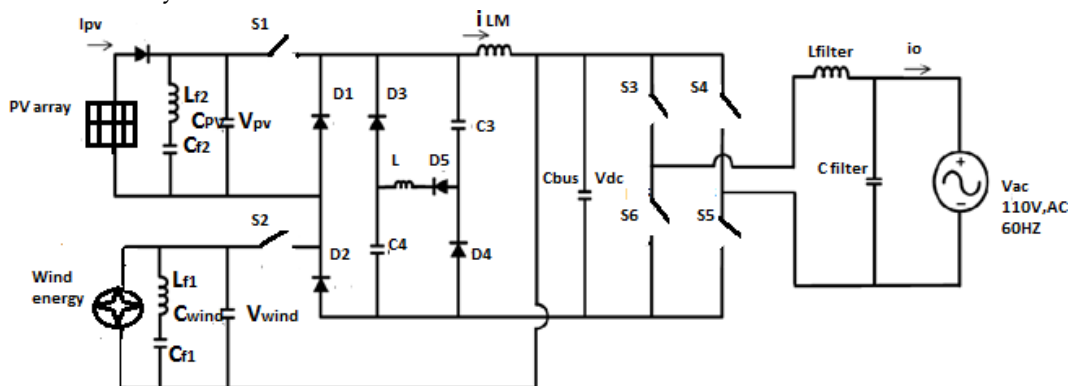 Ipv
S1
i LM
PV array
Lf2
CPV
Vpv
Cf2
D1
D3
C3
L
D5
C4
D4
D2
S2
Wind
energy
Lf1
Cwind
Vwind
Cf1
Cbus
Vdc
S3
S4
S6
S5
Lfilter
io
C filter
Vac
110V,AC
60HZ